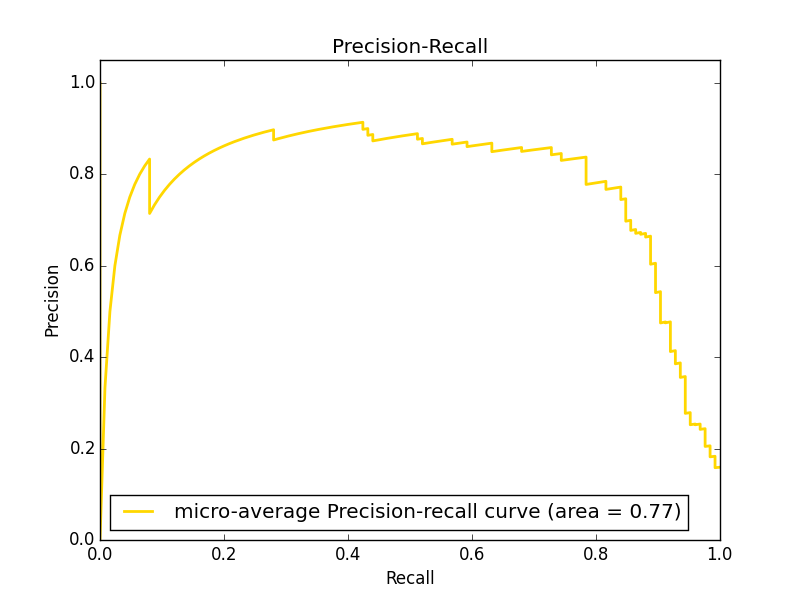 Precision-Recall
1.0
0.8
0.6
0.4
0.2
0.0
Precision
micro-average Precision-recall curve (area = 0.77)
0.0 0.2 0.4 0.6 0.8 1.0
Recall